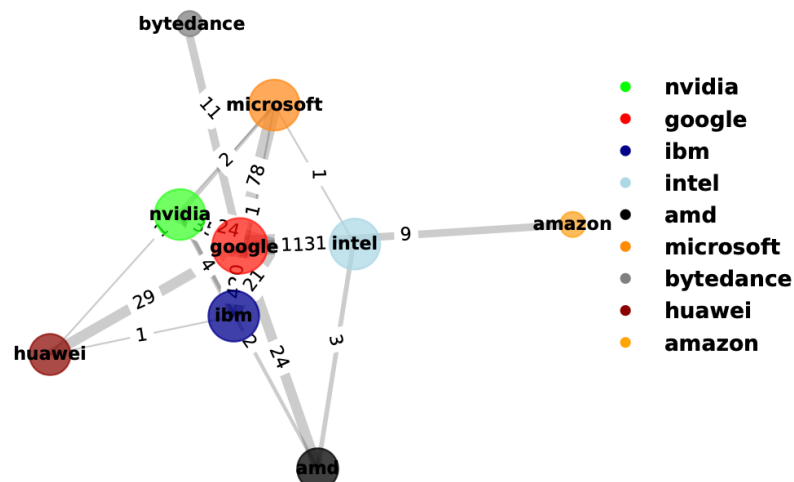 bytedance
11
microsoft
2
78
1
1
nvidia
24
google
1131
intel
9
amazon
4
21
29
ibm
huawei
1
2
24
3
amd
nvidia
google
ibm
intel
amd
microsoft
bytedance
huawei
amazon